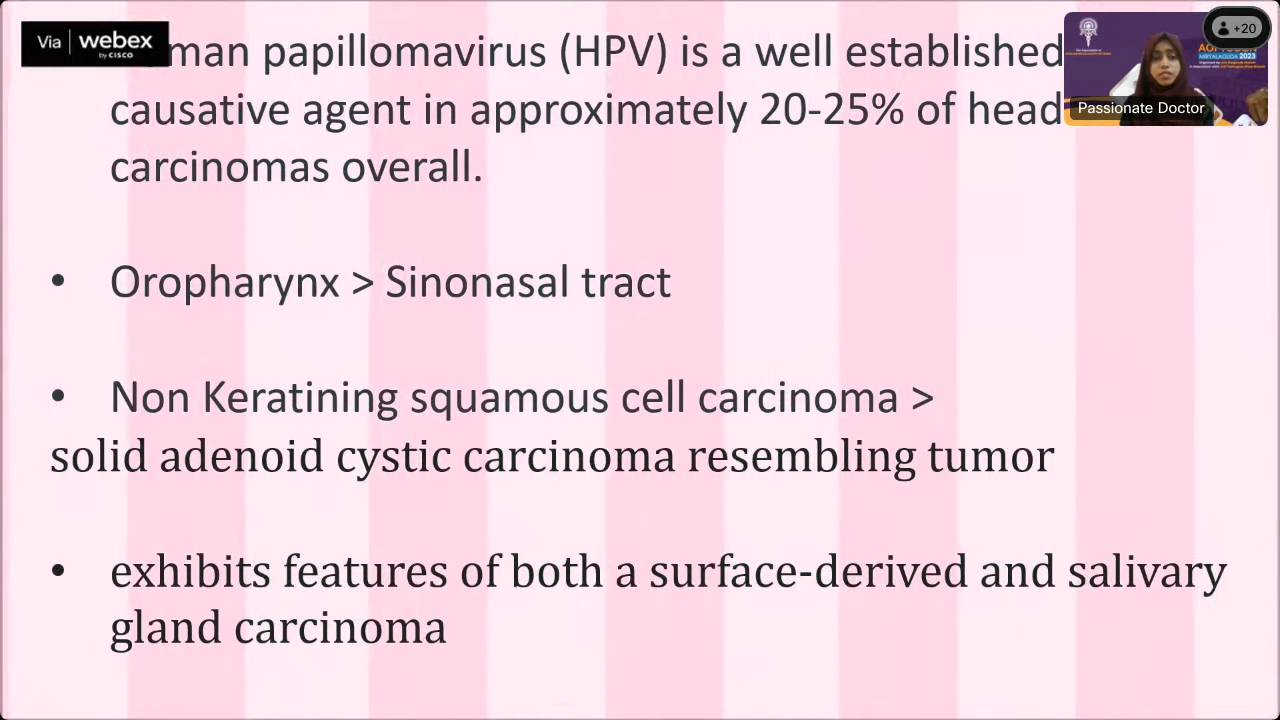 Via webex
by CISCO
+20
Passionate Doctor
man papillomavirus (HPV) is a well established
causative agent in approximately 20-25% of head
carcinomas overall.
• Oropharynx > Sinonasal tract
• Non Keratining squamous cell carcinoma >
solid adenoid cystic carcinoma resembling tumor
• exhibits features of both a surface-derived and salivary
gland carcinoma